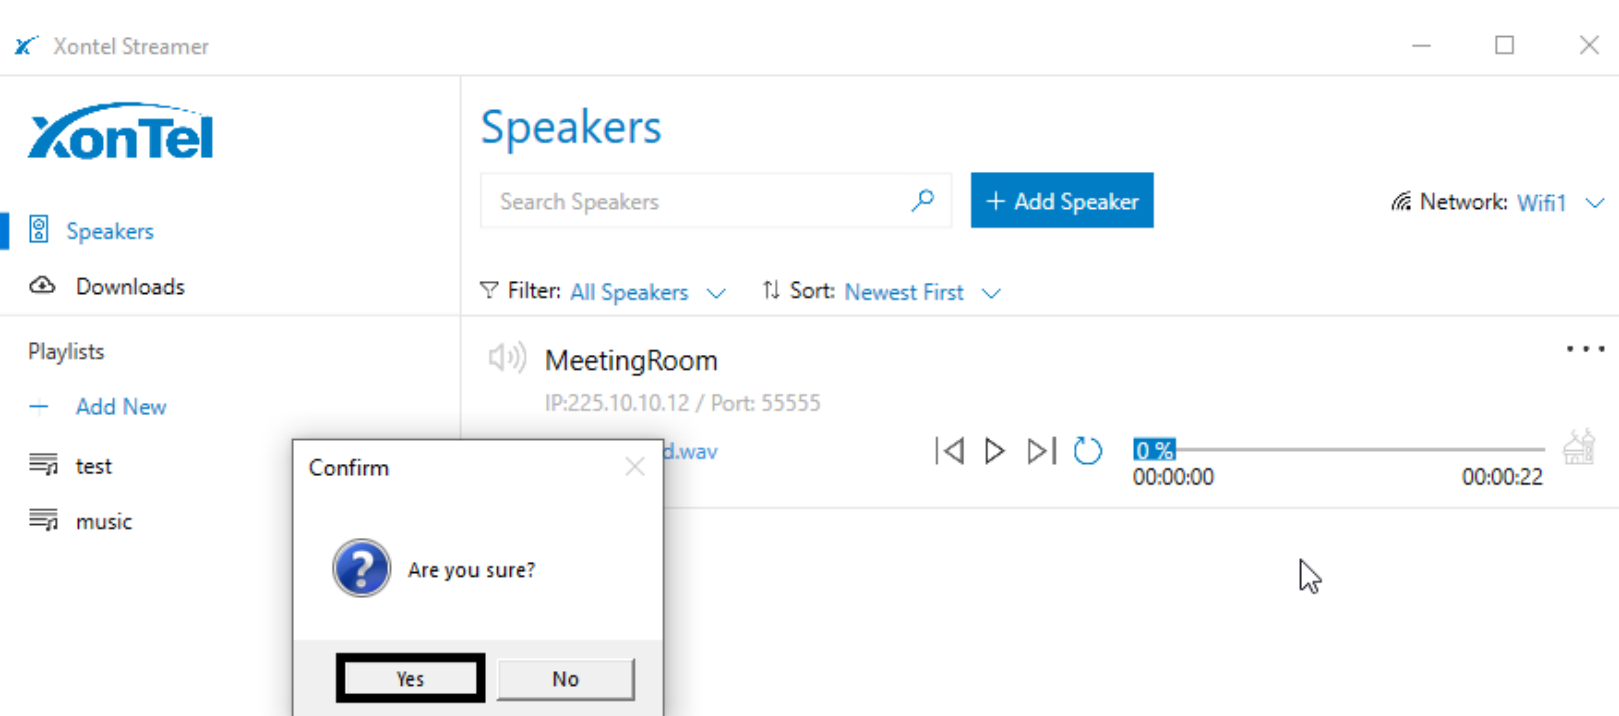 Xontel Streamer
XonTel
Speakers
Downloads
Playlists
+ Add New
test
music
Speakers
Search Speakers
+ Add Speaker
Network: Wifi1
Filter: All Speakers
Sort: Newest First
MeetingRoom
IP:225.10.10.12 / Port: 55555
d.wav
0 %
00:00:00
00:00:22
Confirm
Are you sure?
Yes
No